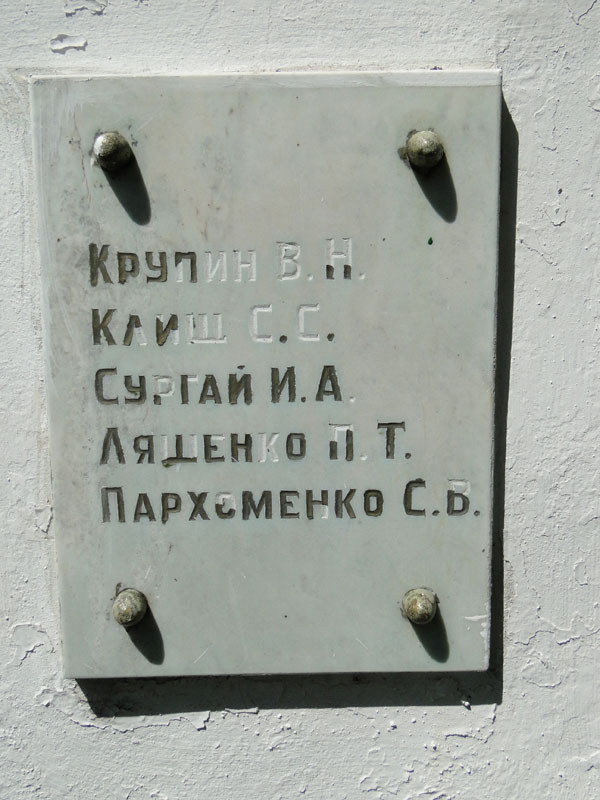 Крупин В.Н.
Клиш С.С.
Сургай И.А.
Лященко П.Т.
Пархоменко С.В.